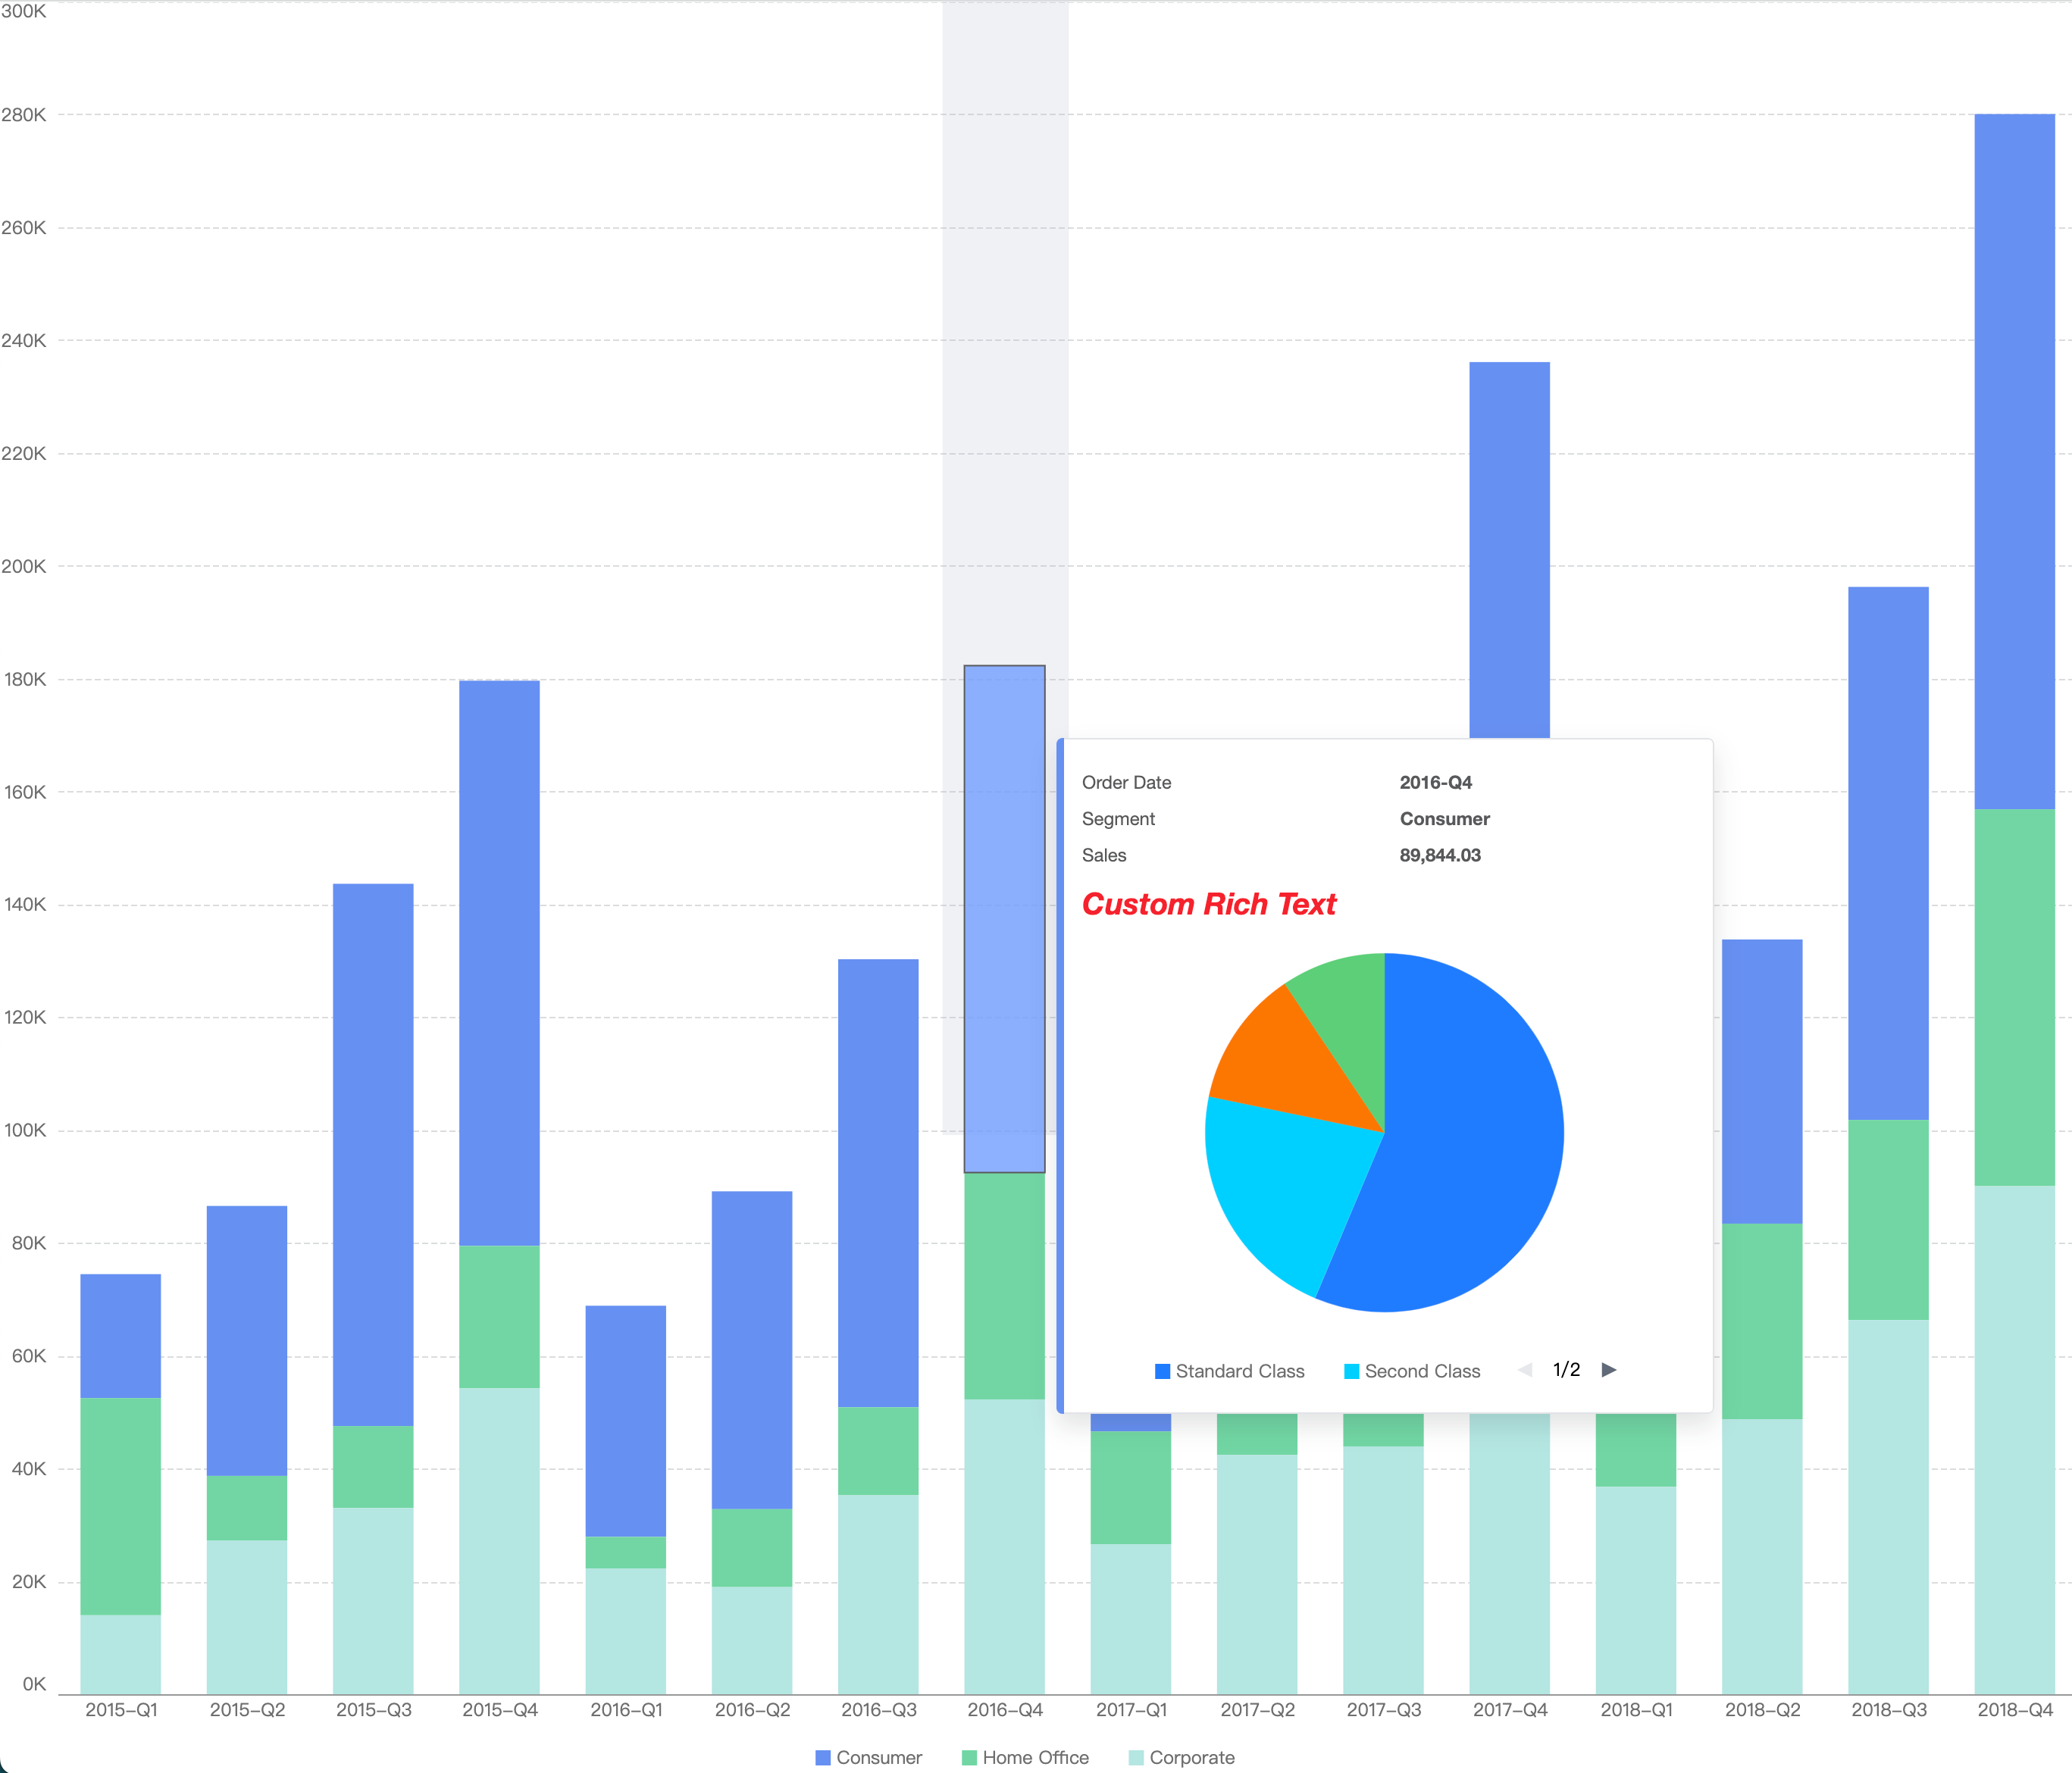 300K
280K
260K
240K
220K
200K
180K
160K
140K
120K
100K
80K
60K
40K
20K
0K
Order Date 2016-Q4
Segment Consumer
Sales 89,844.03
Custom Rich Text
Standard Class Second Class 1/2
2015-Q1 2015-Q2 2015-Q3 2015-Q4 2016-Q1 2016-Q2 2016-Q3 2016-Q4 2017-Q1 2017-Q2 2017-Q3 2017-Q4 2018-Q1 2018-Q2 2018-Q3 2018-Q4
Consumer Home Office Corporate